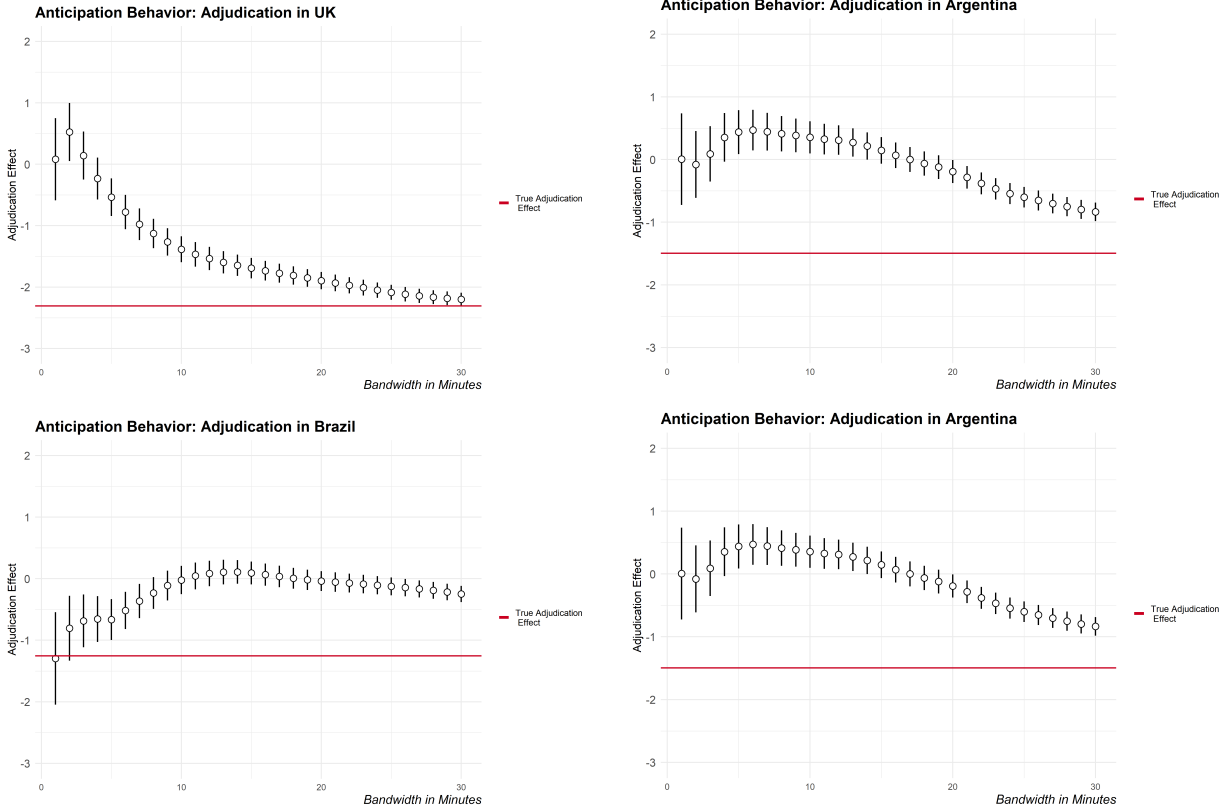 Anticipation Behavior: Adjudication in UK
2
1
0
-1
-2
-3
Adjudication Effect
0 10 20 30
Bandwidth in Minutes
True Adjudication
Effect
Anticipation Behavior: Adjudication in Argentina
2
1
0
-1
-2
-3
Adjudication Effect
0 10 20 30
Bandwidth in Minutes
True Adjudication
Effect
Anticipation Behavior: Adjudication in Brazil
2
1
0
-1
-2
-3
Adjudication Effect
0 10 20 30
Bandwidth in Minutes
True Adjudication
Effect
Anticipation Behavior: Adjudication in Argentina
2
1
0
-1
-2
-3
Adjudication Effect
0 10 20 30
Bandwidth in Minutes
True Adjudication
Effect